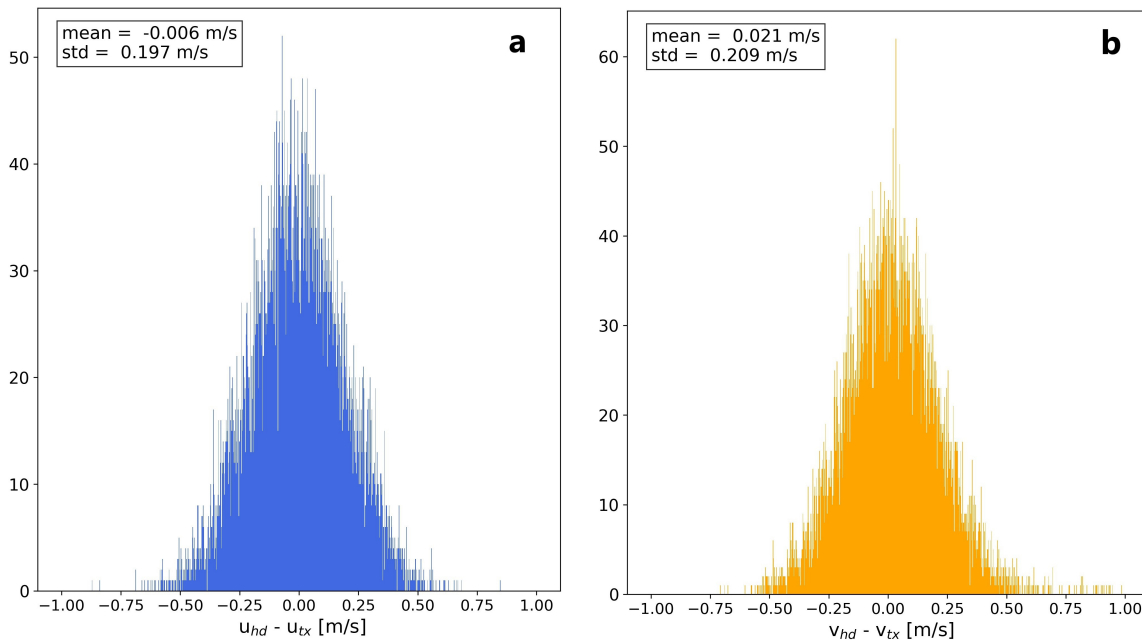 mean =  -0.006 m/s
std =  0.197 m/s
a
50
40
30
20
10
0
−1.00 −0.75 −0.50 −0.25 0.00 0.25 0.50 0.75 1.00
u_hd - u_tx [m/s]
mean =  0.021 m/s
std =  0.209 m/s
b
60
50
40
30
20
10
0
−1.00 −0.75 −0.50 −0.25 0.00 0.25 0.50 0.75 1.00
v_hd − v_tx [m/s]